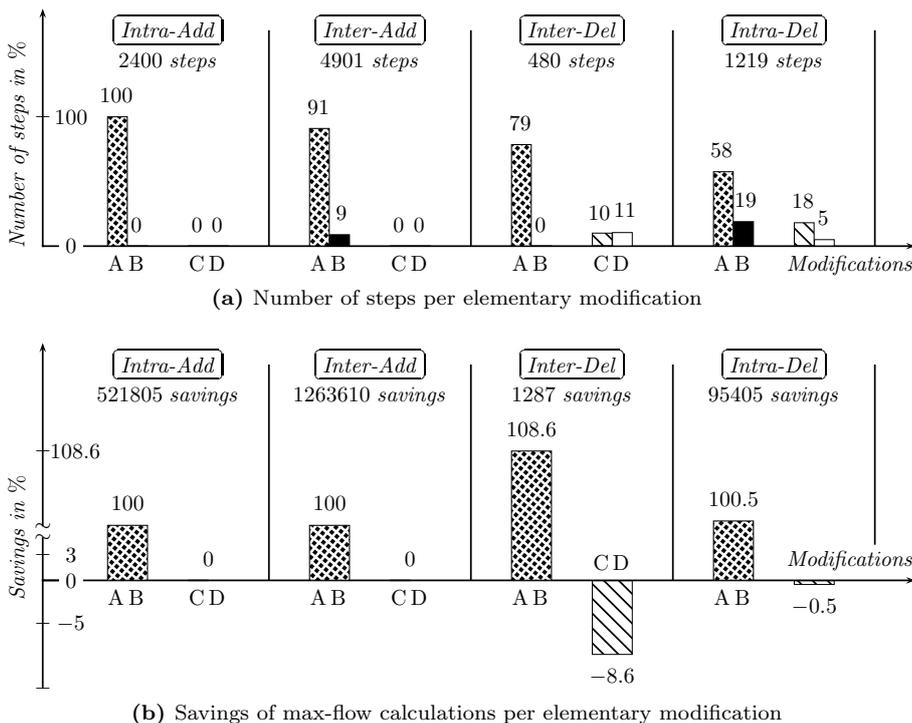 Intra-Add Inter-Add Inter-Del Intra-Del
2400 steps 4901 steps 480 steps 1219 steps
Number of steps in %
100
0
100 0 0 0
91 9 0 0
79 0 10 11
58 19 18 5
A B C D A B C D A B C D A B Modifications
(a) Number of steps per elementary modification
Intra-Add Inter-Add Inter-Del Intra-Del
521805 savings 1263610 savings 1287 savings 95405 savings
Savings in %
108.6
3
0
−5
100 0
100 0
108.6 −8.6
100.5 −0.5
A B C D A B C D A B C D A B Modifications
(b) Savings of max-flow calculations per elementary modification